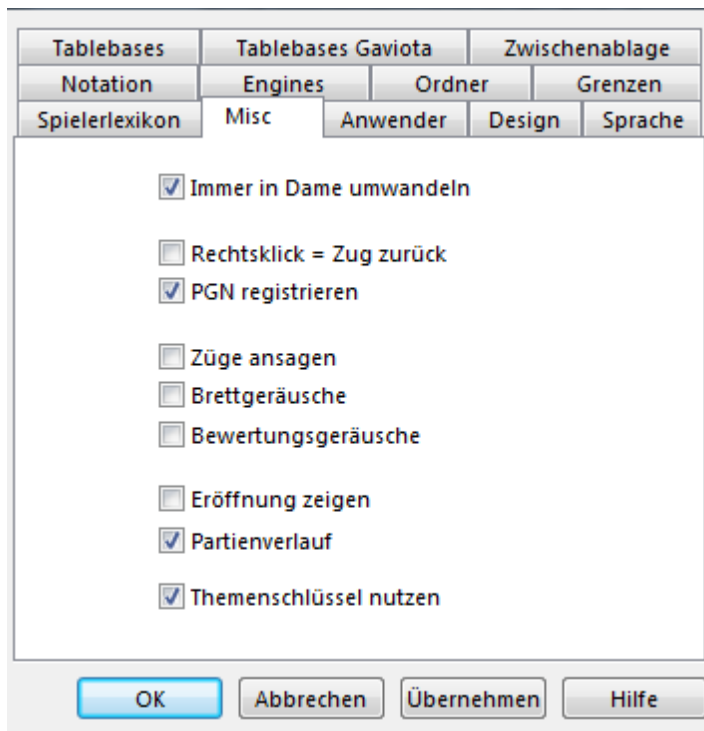 Tablebases Tablebases Gaviota Zwischenablage
Notation Engines Ordner Grenzen
Spielerlexikon Misc Anwender Design Sprache
Immer in Dame umwandeln
Rechtsklick = Zug zurück
PGN registrieren
Züge ansagen
Brettgeräusche
Bewertungsgeräusche
Eröffnung zeigen
Partienverlauf
Themenschlüssel nutzen
OK Abbrechen Übernehmen Hilfe